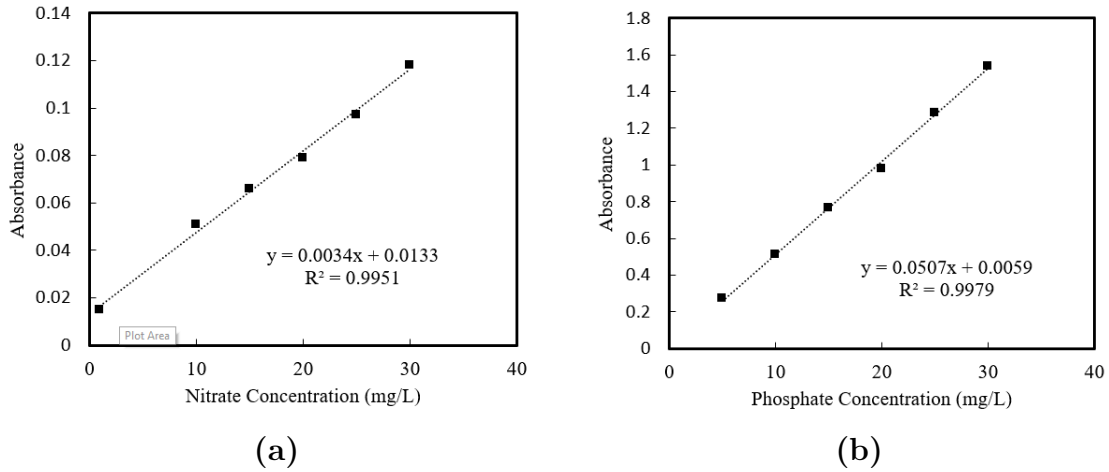 0.14
0.12
0.1
0.08
0.06
0.04
0.02
0
Absorbance
y = 0.0034x + 0.0133
R² = 0.9951
Plot Area
0 10 20 30 40
Nitrate Concentration (mg/L)
(a)
1.8
1.6
1.4
1.2
1
0.8
0.6
0.4
0.2
0
Absorbance
y = 0.0507x + 0.0059
R² = 0.9979
0 10 20 30 40
Phosphate Concentration (mg/L)
(b)